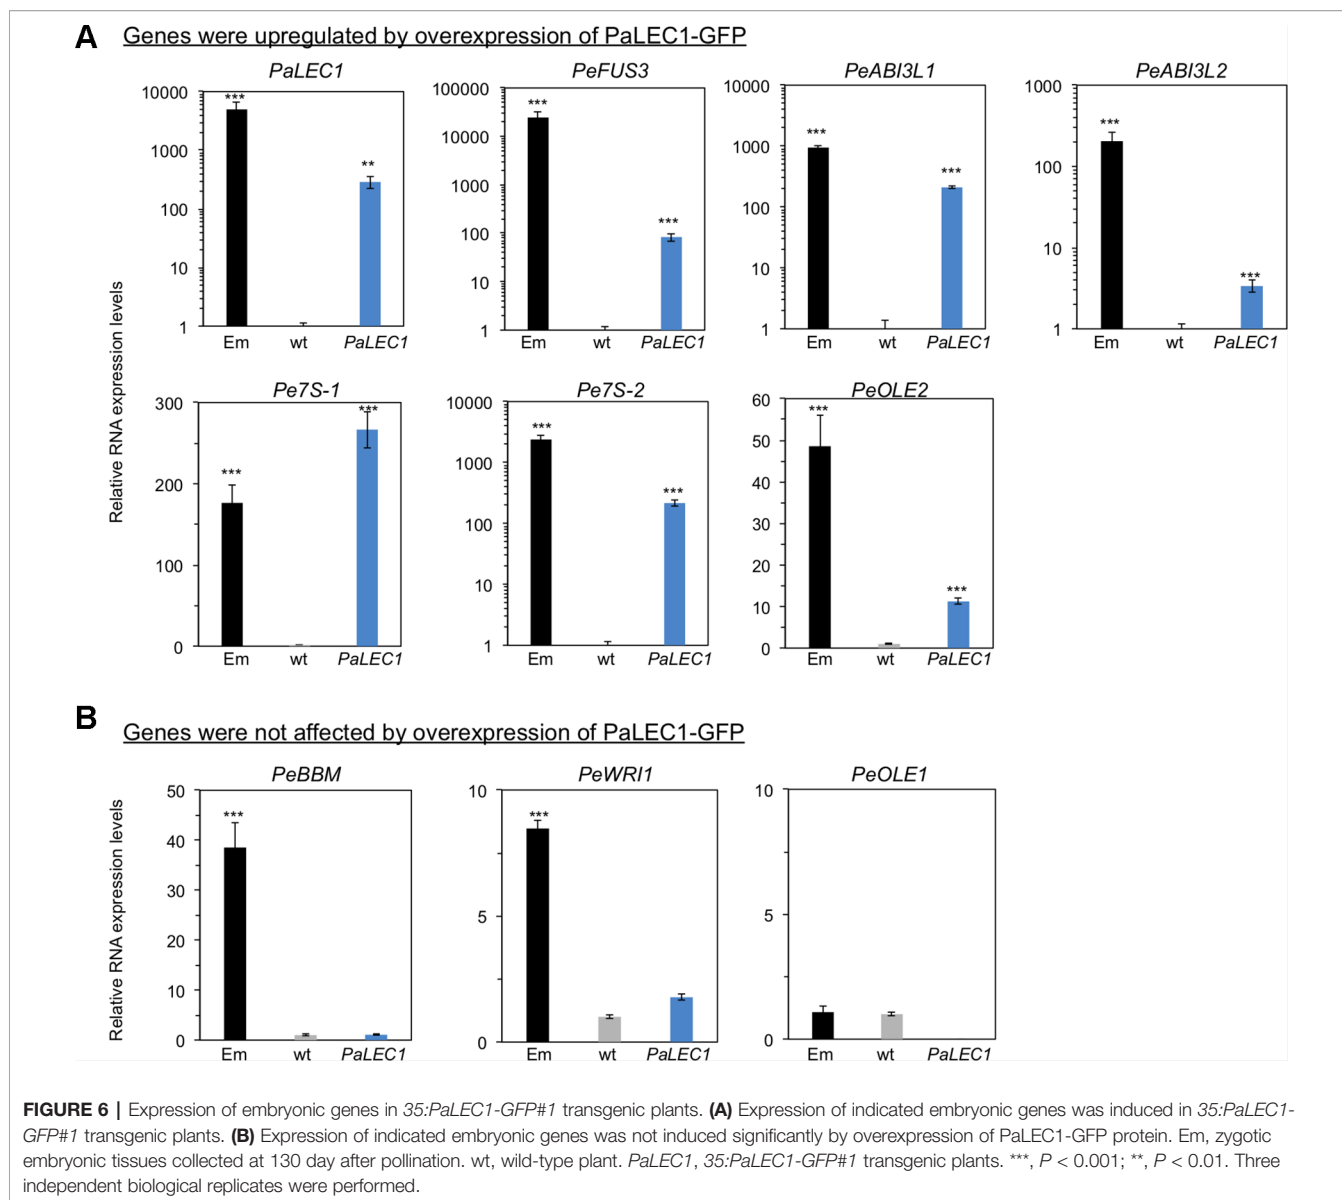 A
Genes were upregulated by overexpression of PaLEC1-GFP
PaLEC1
PeFUS3
PeABI3L1
PeABI3L2
Relative RNA expression levels
10000
1000
100
10
1
***
**
Em
wt
PaLEC1
100000
10000
1000
100
10
1
***
***
Em
wt
PaLEC1
10000
1000
100
10
1
***
***
Em
wt
PaLEC1
1000
100
10
1
***
***
Em
wt
PaLEC1
Pe7S-1
Pe7S-2
PeOLE2
300
200
100
0
***
***
Em
wt
PaLEC1
10000
1000
100
10
1
***
***
Em
wt
PaLEC1
60
50
40
30
20
10
0
***
***
Em
wt
PaLEC1
B
Genes were not affected by overexpression of PaLEC1-GFP
PeBBM
PeWRI1
PeOLE1
Relative RNA expression levels
50
40
30
20
10
0
***
Em
wt
PaLEC1
10
5
0
***
Em
wt
PaLEC1
10
5
0
Em
wt
PaLEC1
FIGURE 6 | Expression of embryonic genes in 35:PaLEC1-GFP#1 transgenic plants. (A) Expression of indicated embryonic genes was induced in 35:PaLEC1-
GFP#1 transgenic plants. (B) Expression of indicated embryonic genes was not induced significantly by overexpression of PaLEC1-GFP protein. Em, zygotic
embryonic tissues collected at 130 day after pollination. wt, wild-type plant. PaLEC1, 35:PaLEC1-GFP#1 transgenic plants. ***, P < 0.001; **, P < 0.01. Three
independent biological replicates were performed.